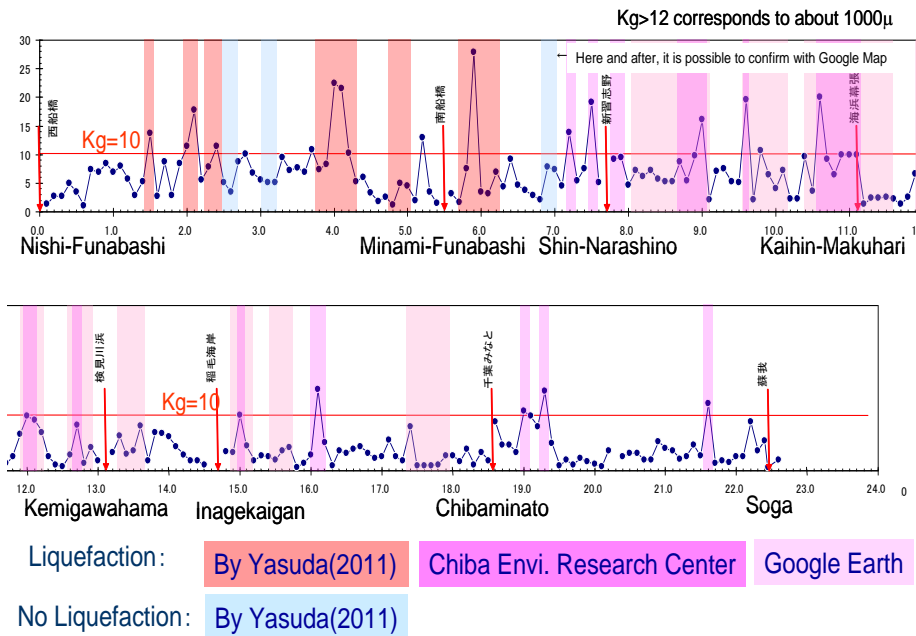 Kg>12 corresponds to about 1000μ
30
← Here and after, it is possible to confirm with Google Map
25
20
15
西船橋
南船橋
新習志野
海浜幕張
Kg=10
10
5
0
0.0 1.0 2.0 3.0 4.0 5.0 6.0 7.0 8.0 9.0 10.0 11.0
Nishi-Funabashi Minami-Funabashi Shin-Narashino Kaihin-Makuhari
検見川浜
稲毛海岸
千葉みなと
蘇我
Kg=10
12.0 13.0 14.0 15.0 16.0 17.0 18.0 19.0 20.0 21.0 22.0 23.0 24.0 0
Kemigawahama Inagekaigan Chibaminato Soga
Liquefaction: By Yasuda(2011) Chiba Envi. Research Center Google Earth
No Liquefaction: By Yasuda(2011)